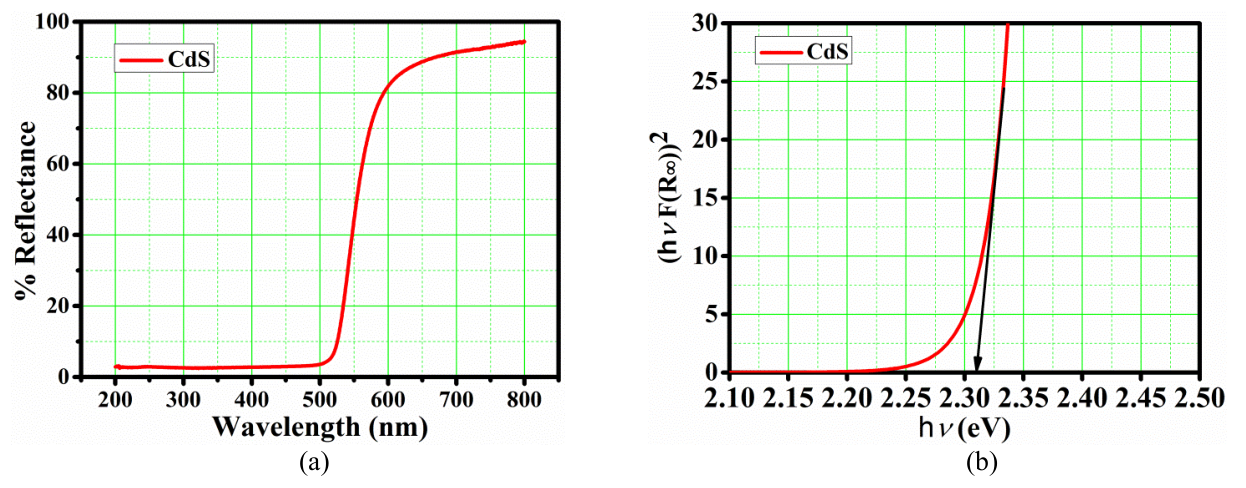 100
80
60
40
20
0
% Reflectance
CdS
200 300 400 500 600 700 800
Wavelength (nm)
(a)
30
25
20
15
10
5
0
(hνF(R∞))²
CdS
2.10 2.15 2.20 2.25 2.30 2.35 2.40 2.45 2.50
hν (eV)
(b)